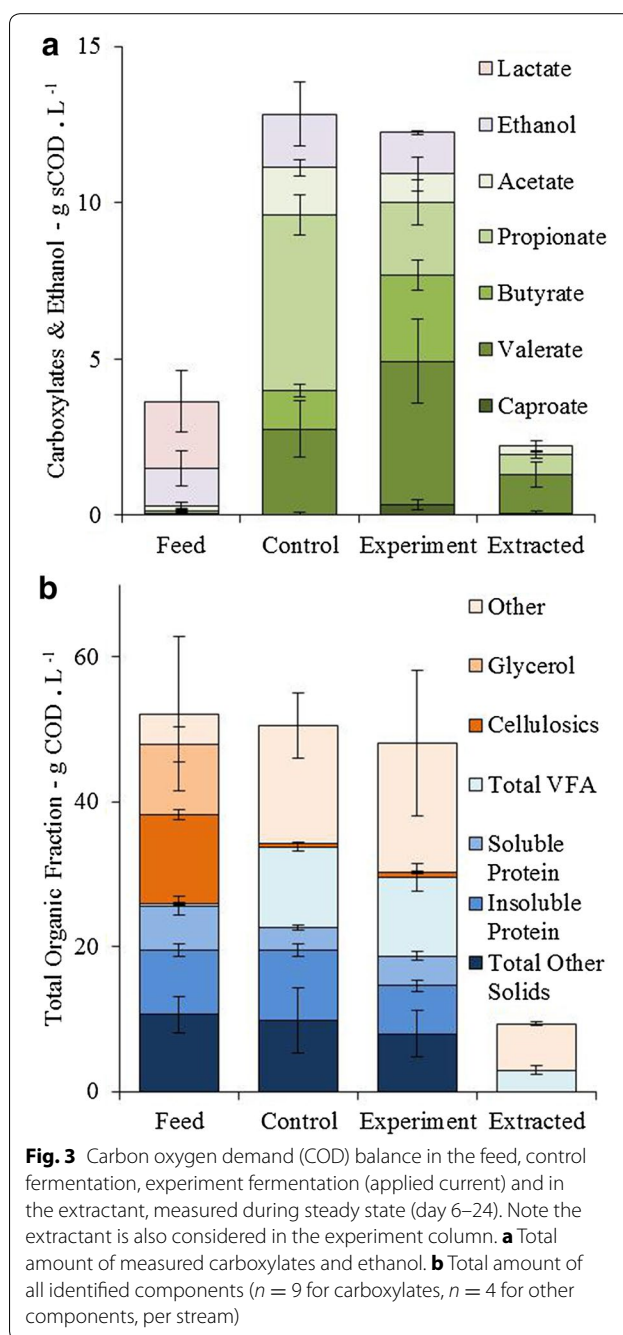 a
15
10
5
0
Carboxylates & Ethanol - g sCOD . L⁻¹
Lactate
Ethanol
Acetate
Propionate
Butyrate
Valerate
Caproate
Feed Control Experiment Extracted
b
60
40
20
0
Total Organic Fraction - g COD . L⁻¹
Other
Glycerol
Cellulosics
Total VFA
Soluble
Protein
Insoluble
Protein
Total Other
Solids
Feed Control Experiment Extracted
Fig. 3 Carbon oxygen demand (COD) balance in the feed, control
fermentation, experiment fermentation (applied current) and in
the extractant, measured during steady state (day 6–24). Note the
extractant is also considered in the experiment column. a Total
amount of measured carboxylates and ethanol. b Total amount of
all identified components (n = 9 for carboxylates, n = 4 for other
components, per stream)